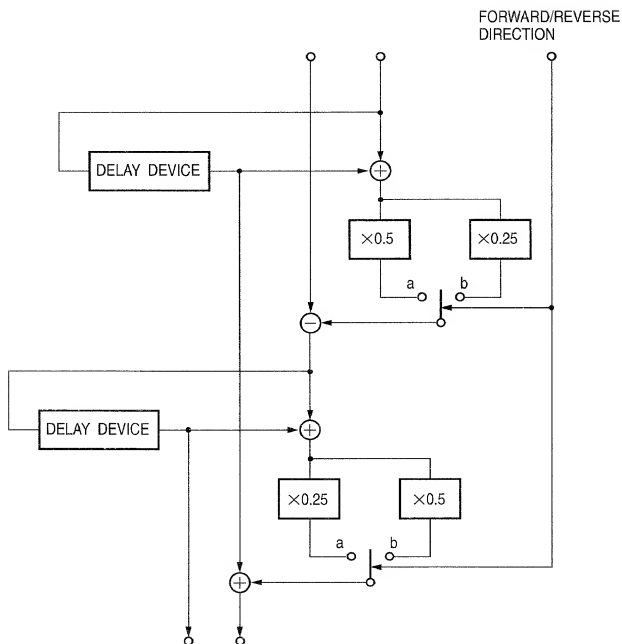 FORWARD/REVERSE
DIRECTION
DELAY DEVICE
×0.5
×0.25
a
b
DELAY DEVICE
×0.25
×0.5
a
b